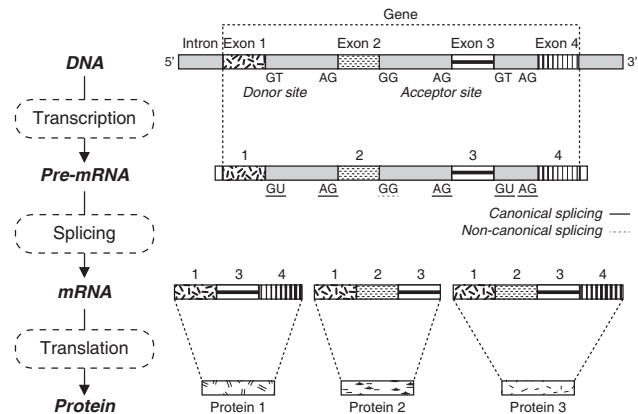 Gene
Intron Exon 1 Exon 2 Exon 3 Exon 4
DNA 5' 3'
GT AG GG AG GT AG
Donor site Acceptor site
Transcription
1 2 3 4
Pre-mRNA
GU AG GG AG GU AG
Canonical splicing
Non-canonical splicing
Splicing
1 3 4 1 2 3 1 2 3 4
mRNA
Translation
Protein
Protein 1 Protein 2 Protein 3